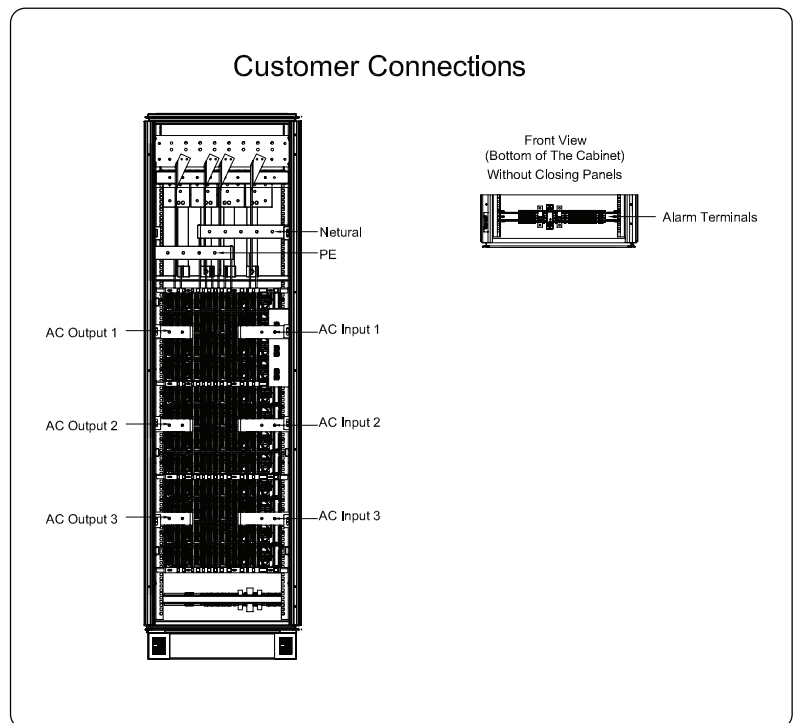 Customer Connections
Front View
(Bottom of The Cabinet)
Without Closing Panels
Alarm Terminals
Netural
PE
AC Output 1
AC Input 1
AC Output 2
AC Input 2
AC Output 3
AC Input 3